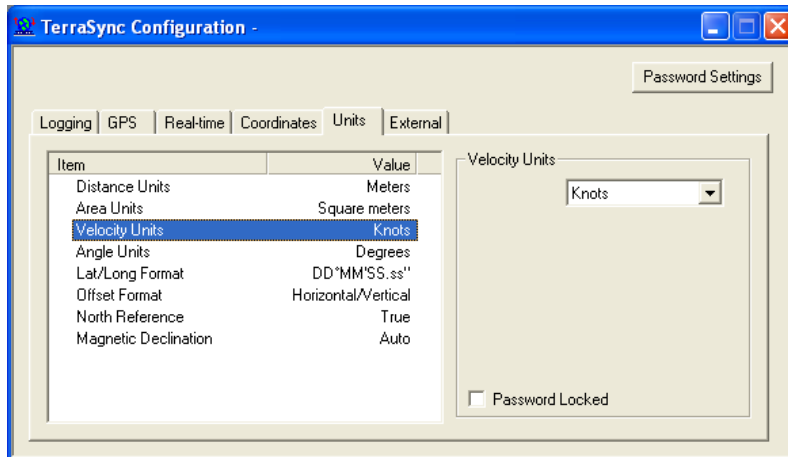 TerraSync Configuration -
Password Settings
Logging GPS Real-time Coordinates Units External
Item Value
Distance Units Meters
Area Units Square meters
Velocity Units Knots
Angle Units Degrees
Lat/Long Format DD°MM'SS.ss"
Offset Format Horizontal/Vertical
North Reference True
Magnetic Declination Auto
Velocity Units
Knots
Password Locked